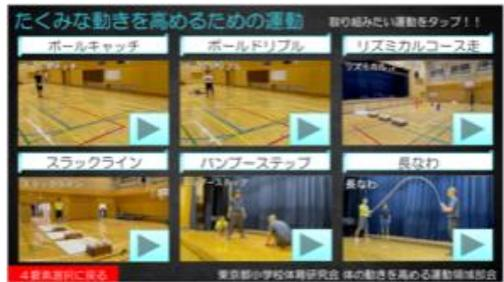 たくみな動きを高めるための運動
取り組みたい運動をタップ！！
ボールキャッチ
ボールドリブル
リズミカルコース走
スラックライン
バンブーステップ
長なわ
長なわ
4要素選択に戻る
東京都小学校体育研究会 体の動きを高める運動領域部会